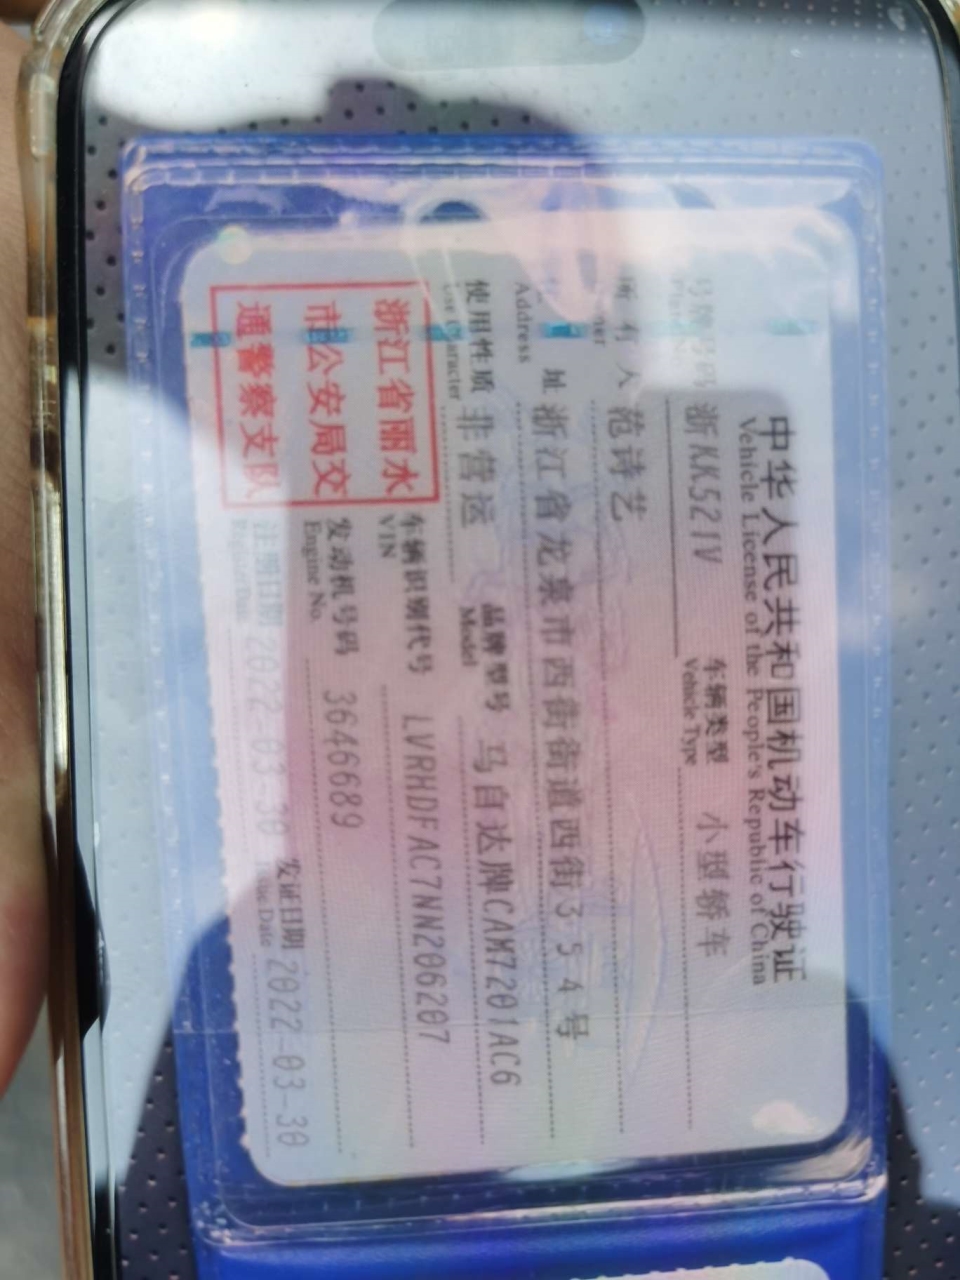 中华人民共和国机动车行驶证
Vehicle License of the People's Republic of China
号牌号码 浙KK521V 车辆类型 小型轿车
Vehicle Type
所有人 范诗艺
址 浙江省龙泉市西街街道西街354号
Address
使用性质 非营运 品牌型号 马自达牌CAM7201AC6
Use Character Model
浙江省丽水
市公安局交
通警察支队
车辆识别代号 LVRHDFAC7NN206207
VIN
发动机号码 3646689
Engine No.
注册日期 2022-03-30 发证日期 2022-03-30
Issue Date